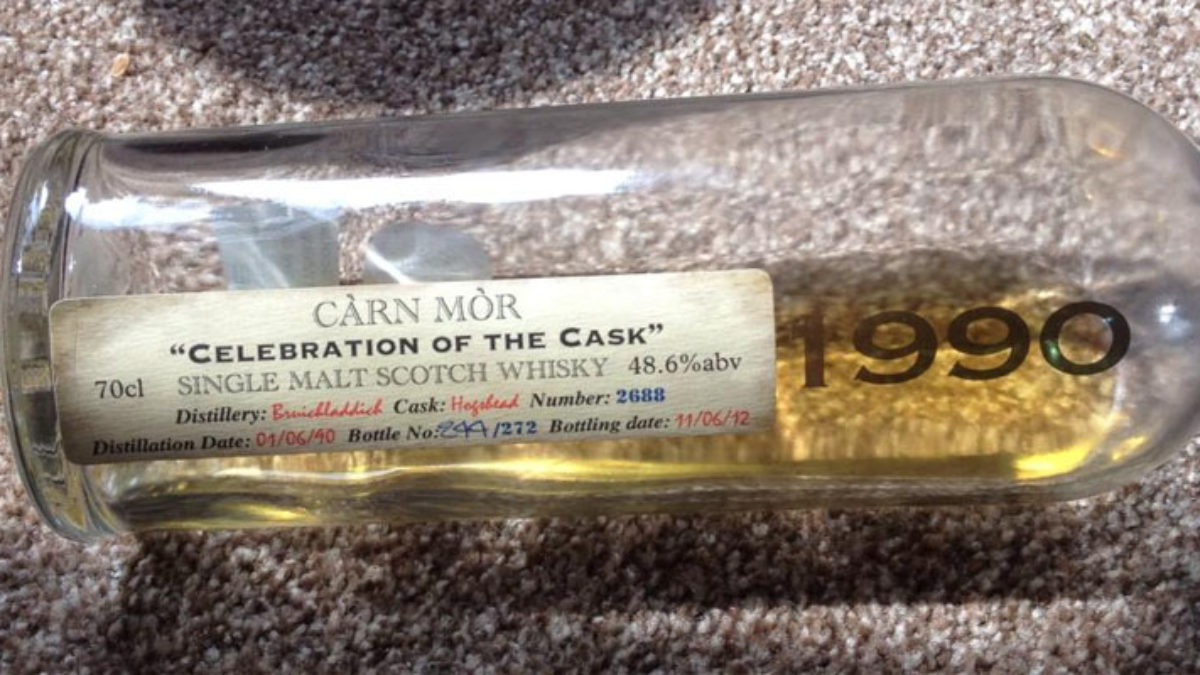 CÀRN MÒR
“CELEBRATION OF THE CASK”
70cl SINGLE MALT SCOTCH WHISKY 48.6%abv
Distillery: Bruichladdich Cask: Hogshead Number: 2688
Distillation Date: 01/06/90 Bottle No: 244/272 Bottling date: 11/06/12
1990